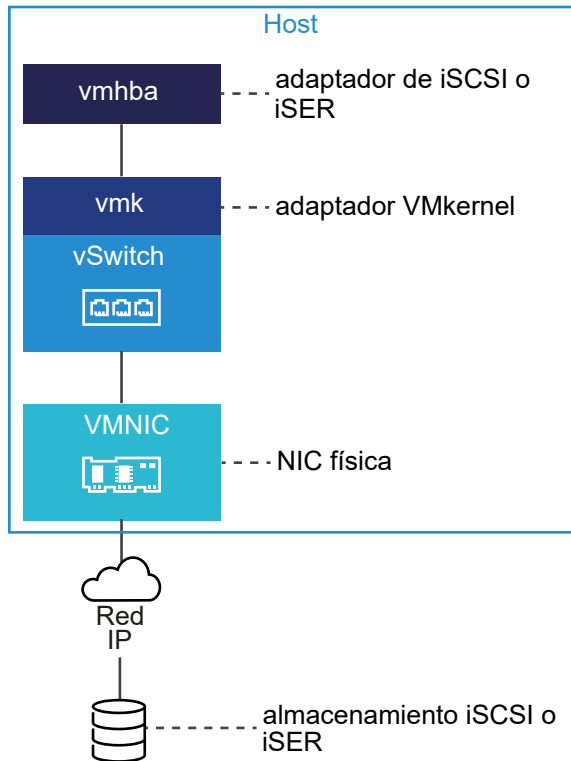 Host
vmhba
adaptador de iSCSI o
iSER
vmk
adaptador VMkernel
vSwitch
VMNIC
NIC física
Red
IP
almacenamiento iSCSI o
iSER